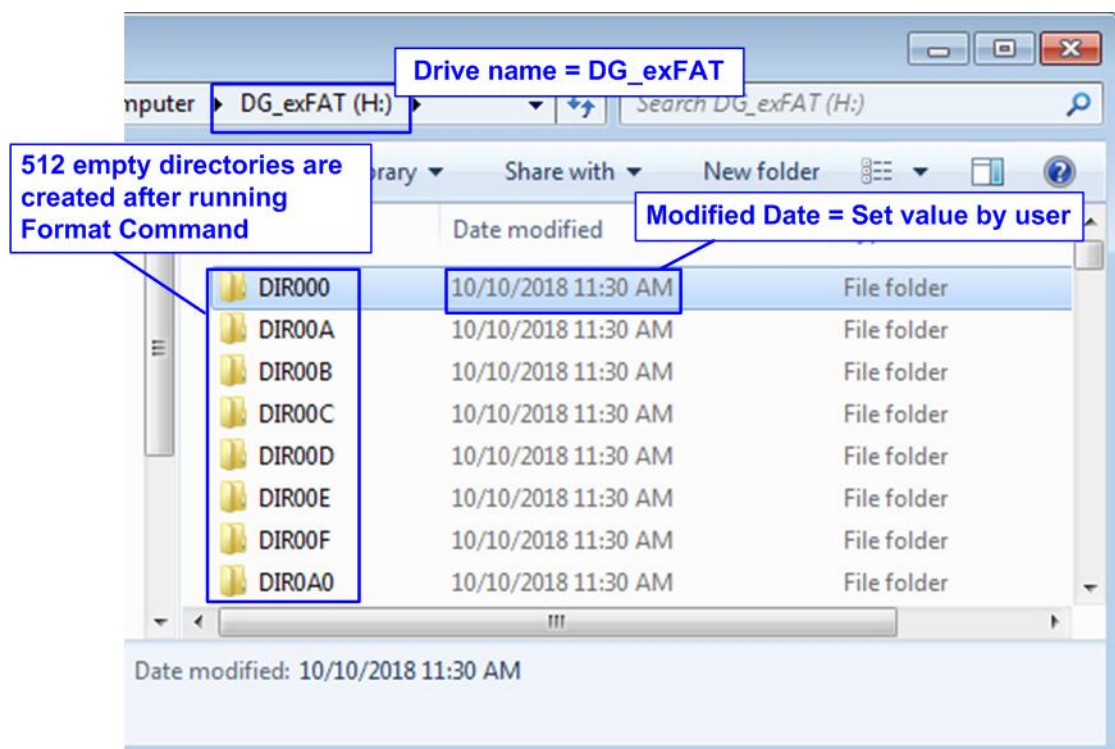 Drive name = DG_exFAT
mputer ▸ DG_exFAT (H:) ▸ Search DG_exFAT (H:)
512 empty directories are
created after running
Format Command
brary Share with New folder
Modified Date = Set value by user
Date modified
DIR000 10/10/2018 11:30 AM File folder
DIR00A 10/10/2018 11:30 AM File folder
DIR00B 10/10/2018 11:30 AM File folder
DIR00C 10/10/2018 11:30 AM File folder
DIR00D 10/10/2018 11:30 AM File folder
DIR00E 10/10/2018 11:30 AM File folder
DIR00F 10/10/2018 11:30 AM File folder
DIR0A0 10/10/2018 11:30 AM File folder
Date modified: 10/10/2018 11:30 AM